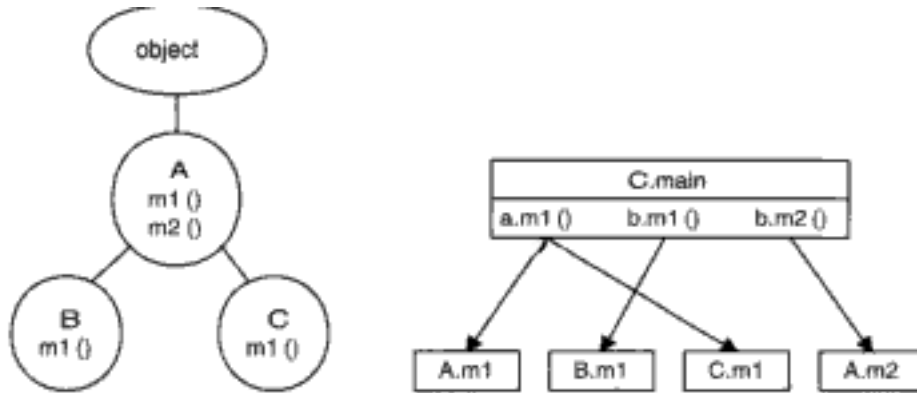 object
A
m1 ()
m2 ()
B
m1 ()
C
m1 ()
C.main
a.m1 () b.m1 () b.m2 ()
A.m1 B.m1 C.m1 A.m2